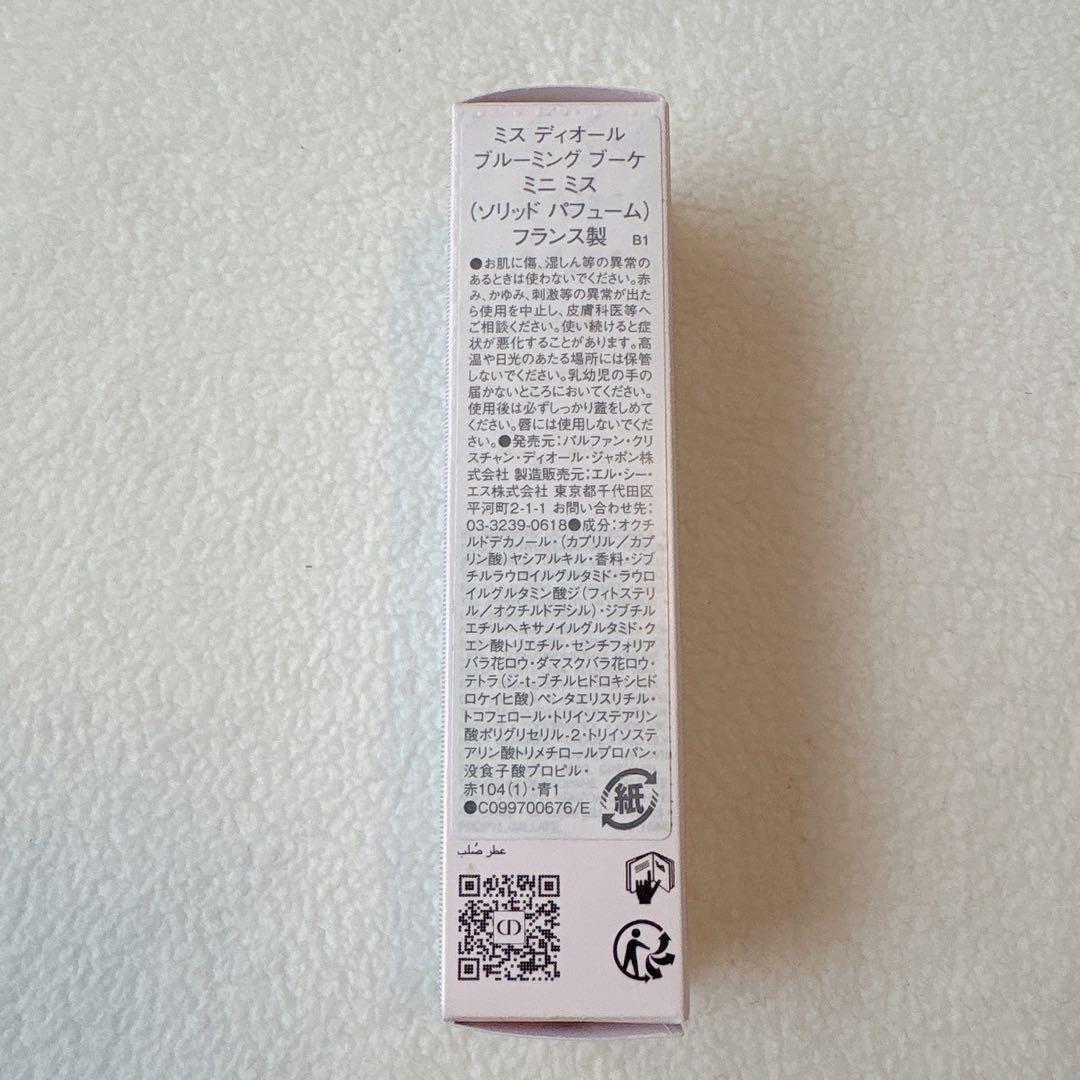 ミス ディオール
ブルーミング ブーケ
ミニ ミス
(ソリッド パフューム)
フランス製 B1
●お肌に傷、湿しん等の異常の
あるときは使わないでください。赤
み、かゆみ、刺激等の異常が出た
ら使用を中止し、皮膚科医等へ
ご相談ください。使い続けると症
状が悪化することがあります。高
温や日光のあたる場所には保管
しないでください。乳幼児の手の
届かないところにおいてください。
使用後は必ずしっかり蓋をしめて
ください。唇には使用しないでくだ
さい。●発売元:パルファン・クリ
スチャン・ディオール・ジャポン株
式会社 製造販売元:エル・シー・
エス株式会社 東京都千代田区
平河町2-1-1 お問い合わせ先:
03-3239-0618●成分:オクチ
ルドデカノール・(カプリル/カプ
リン酸)ヤシアルキル・香料・ジブ
チルラウロイルグルタミド・ラウロ
イルグルタミン酸ジ(フィトステリ
ル/オクチルドデシル)・ジブチル
エチルヘキサノイルグルタミド・ク
エン酸トリエチル・センチフォリア
バラ花ロウ・ダマスクバラ花ロウ・
テトラ(ジ-t-ブチルヒドロキシヒド
ロケイヒ酸)ペンタエリスリチル・
トコフェロール・トリイソステアリン
酸ポリグリセリル-2・トリイソステ
アリン酸トリメチロールプロパン・
没食子酸プロピル・
赤104(1)・青1
●C099700676/E 紙
عطر صُلب
CD